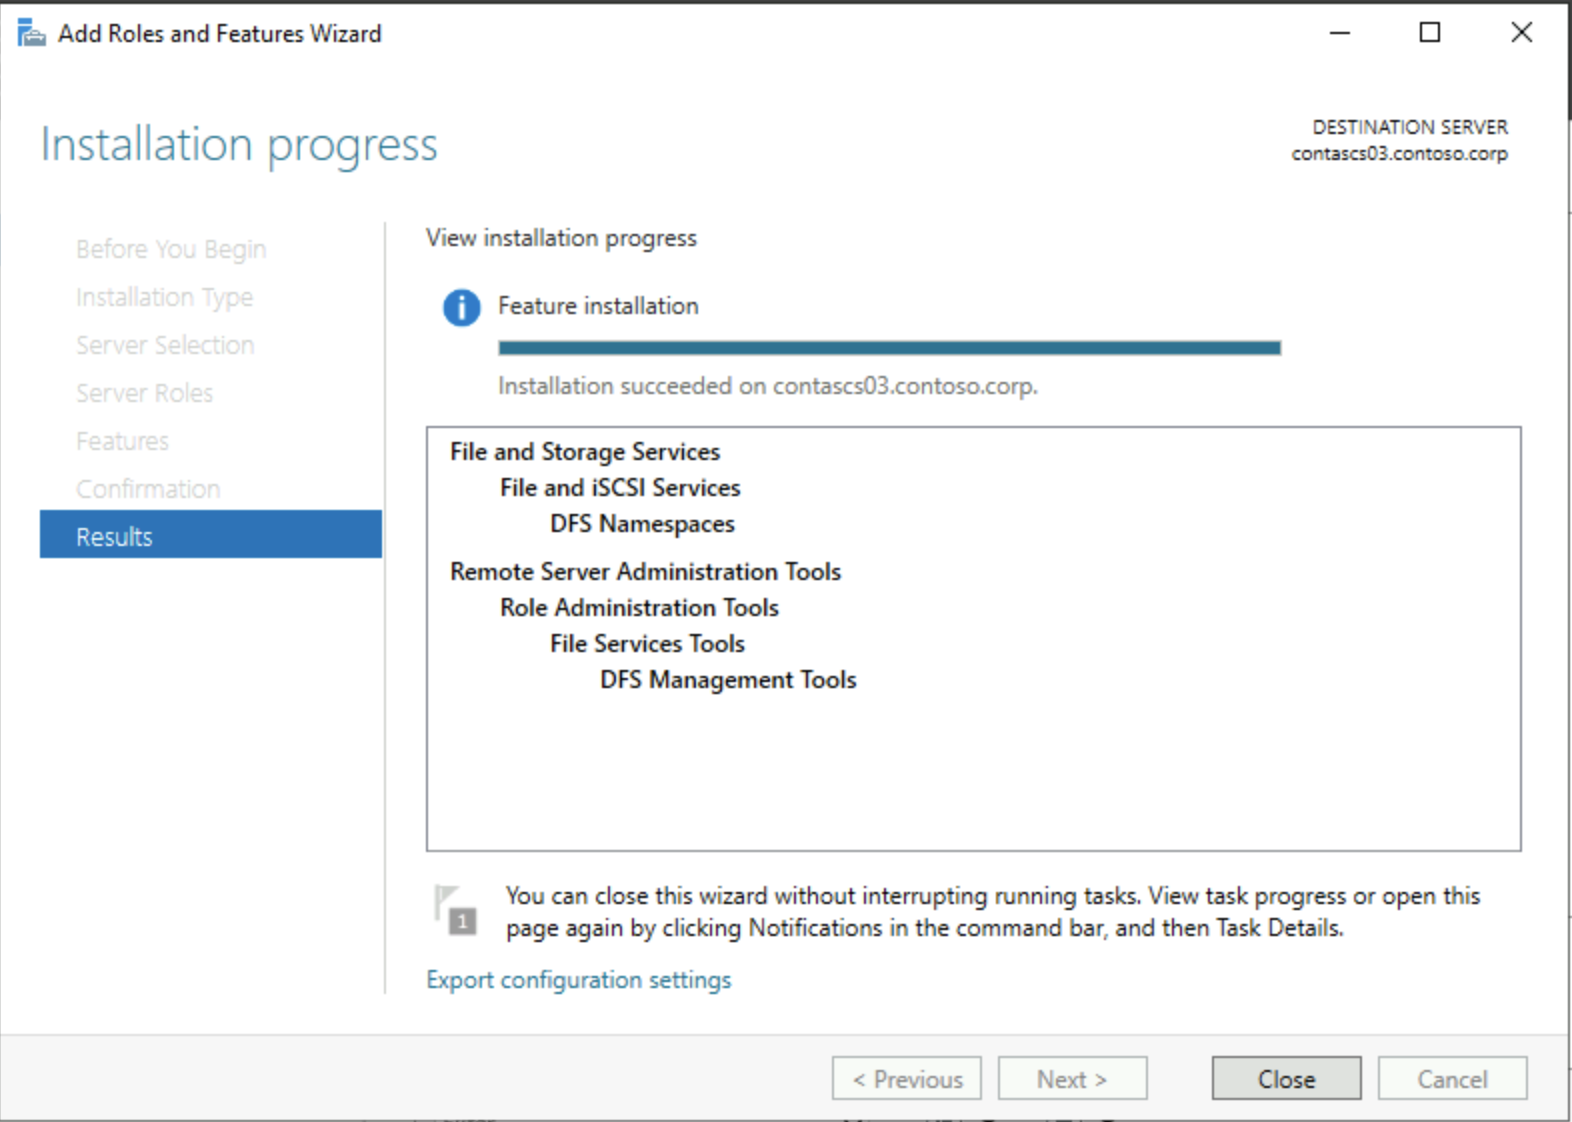 Add Roles and Features Wizard
Installation progress
DESTINATION SERVER
contascs03.contoso.corp
Before You Begin
Installation Type
Server Selection
Server Roles
Features
Confirmation
Results
View installation progress
Feature installation
Installation succeeded on contascs03.contoso.corp.
File and Storage Services
File and iSCSI Services
DFS Namespaces
Remote Server Administration Tools
Role Administration Tools
File Services Tools
DFS Management Tools
1
You can close this wizard without interrupting running tasks. View task progress or open this
page again by clicking Notifications in the command bar, and then Task Details.
Export configuration settings
< Previous
Next >
Close
Cancel